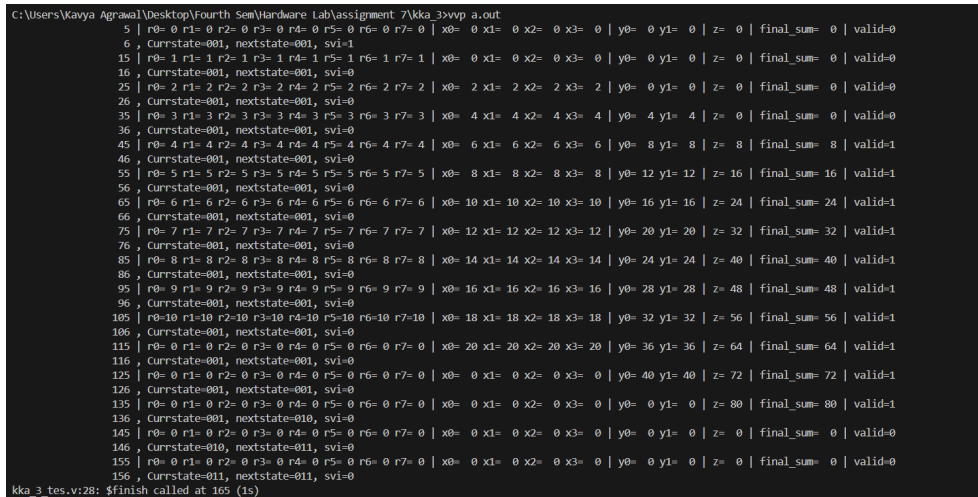 C:\Users\Kavya Agrawal\Desktop\Fourth Sem\Hardware Lab\assignment 7\kka_3>vvp a.out
5 | r0= 0 r1= 0 r2= 0 r3= 0 r4= 0 r5= 0 r6= 0 r7= 0 | x0=  0 x1=  0 x2=  0 x3=  0 | y0=  0 y1=  0 | z=  0 | final_sum=  0 | valid=0
6 , Currstate=001, nextstate=001, svi=1
15 | r0= 1 r1= 1 r2= 1 r3= 1 r4= 1 r5= 1 r6= 1 r7= 1 | x0=  0 x1=  0 x2=  0 x3=  0 | y0=  0 y1=  0 | z=  0 | final_sum=  0 | valid=0
16 , Currstate=001, nextstate=001, svi=0
25 | r0= 2 r1= 2 r2= 2 r3= 2 r4= 2 r5= 2 r6= 2 r7= 2 | x0=  2 x1=  2 x2=  2 x3=  2 | y0=  0 y1=  0 | z=  0 | final_sum=  0 | valid=0
26 , Currstate=001, nextstate=001, svi=0
35 | r0= 3 r1= 3 r2= 3 r3= 3 r4= 3 r5= 3 r6= 3 r7= 3 | x0=  4 x1=  4 x2=  4 x3=  4 | y0=  4 y1=  4 | z=  0 | final_sum=  0 | valid=0
36 , Currstate=001, nextstate=001, svi=0
45 | r0= 4 r1= 4 r2= 4 r3= 4 r4= 4 r5= 4 r6= 4 r7= 4 | x0=  6 x1=  6 x2=  6 x3=  6 | y0=  8 y1=  8 | z=  8 | final_sum=  8 | valid=1
46 , Currstate=001, nextstate=001, svi=0
55 | r0= 5 r1= 5 r2= 5 r3= 5 r4= 5 r5= 5 r6= 5 r7= 5 | x0=  8 x1=  8 x2=  8 x3=  8 | y0= 12 y1= 12 | z= 16 | final_sum= 16 | valid=1
56 , Currstate=001, nextstate=001, svi=0
65 | r0= 6 r1= 6 r2= 6 r3= 6 r4= 6 r5= 6 r6= 6 r7= 6 | x0= 10 x1= 10 x2= 10 x3= 10 | y0= 16 y1= 16 | z= 24 | final_sum= 24 | valid=1
66 , Currstate=001, nextstate=001, svi=0
75 | r0= 7 r1= 7 r2= 7 r3= 7 r4= 7 r5= 7 r6= 7 r7= 7 | x0= 12 x1= 12 x2= 12 x3= 12 | y0= 20 y1= 20 | z= 32 | final_sum= 32 | valid=1
76 , Currstate=001, nextstate=001, svi=0
85 | r0= 8 r1= 8 r2= 8 r3= 8 r4= 8 r5= 8 r6= 8 r7= 8 | x0= 14 x1= 14 x2= 14 x3= 14 | y0= 24 y1= 24 | z= 40 | final_sum= 40 | valid=1
86 , Currstate=001, nextstate=001, svi=0
95 | r0= 9 r1= 9 r2= 9 r3= 9 r4= 9 r5= 9 r6= 9 r7= 9 | x0= 16 x1= 16 x2= 16 x3= 16 | y0= 28 y1= 28 | z= 48 | final_sum= 48 | valid=1
96 , Currstate=001, nextstate=001, svi=0
105 | r0=10 r1=10 r2=10 r3=10 r4=10 r5=10 r6=10 r7=10 | x0= 18 x1= 18 x2= 18 x3= 18 | y0= 32 y1= 32 | z= 56 | final_sum= 56 | valid=1
106 , Currstate=001, nextstate=001, svi=0
115 | r0= 0 r1= 0 r2= 0 r3= 0 r4= 0 r5= 0 r6= 0 r7= 0 | x0= 20 x1= 20 x2= 20 x3= 20 | y0= 36 y1= 36 | z= 64 | final_sum= 64 | valid=1
116 , Currstate=001, nextstate=001, svi=0
125 | r0= 0 r1= 0 r2= 0 r3= 0 r4= 0 r5= 0 r6= 0 r7= 0 | x0=  0 x1=  0 x2=  0 x3=  0 | y0= 40 y1= 40 | z= 72 | final_sum= 72 | valid=1
126 , Currstate=001, nextstate=001, svi=0
135 | r0= 0 r1= 0 r2= 0 r3= 0 r4= 0 r5= 0 r6= 0 r7= 0 | x0=  0 x1=  0 x2=  0 x3=  0 | y0=  0 y1=  0 | z= 80 | final_sum= 80 | valid=1
136 , Currstate=001, nextstate=010, svi=0
145 | r0= 0 r1= 0 r2= 0 r3= 0 r4= 0 r5= 0 r6= 0 r7= 0 | x0=  0 x1=  0 x2=  0 x3=  0 | y0=  0 y1=  0 | z=  0 | final_sum=  0 | valid=0
146 , Currstate=010, nextstate=011, svi=0
155 | r0= 0 r1= 0 r2= 0 r3= 0 r4= 0 r5= 0 r6= 0 r7= 0 | x0=  0 x1=  0 x2=  0 x3=  0 | y0=  0 y1=  0 | z=  0 | final_sum=  0 | valid=0
156 , Currstate=011, nextstate=011, svi=0
kka_3_tes.v:28: $finish called at 165 (1s)